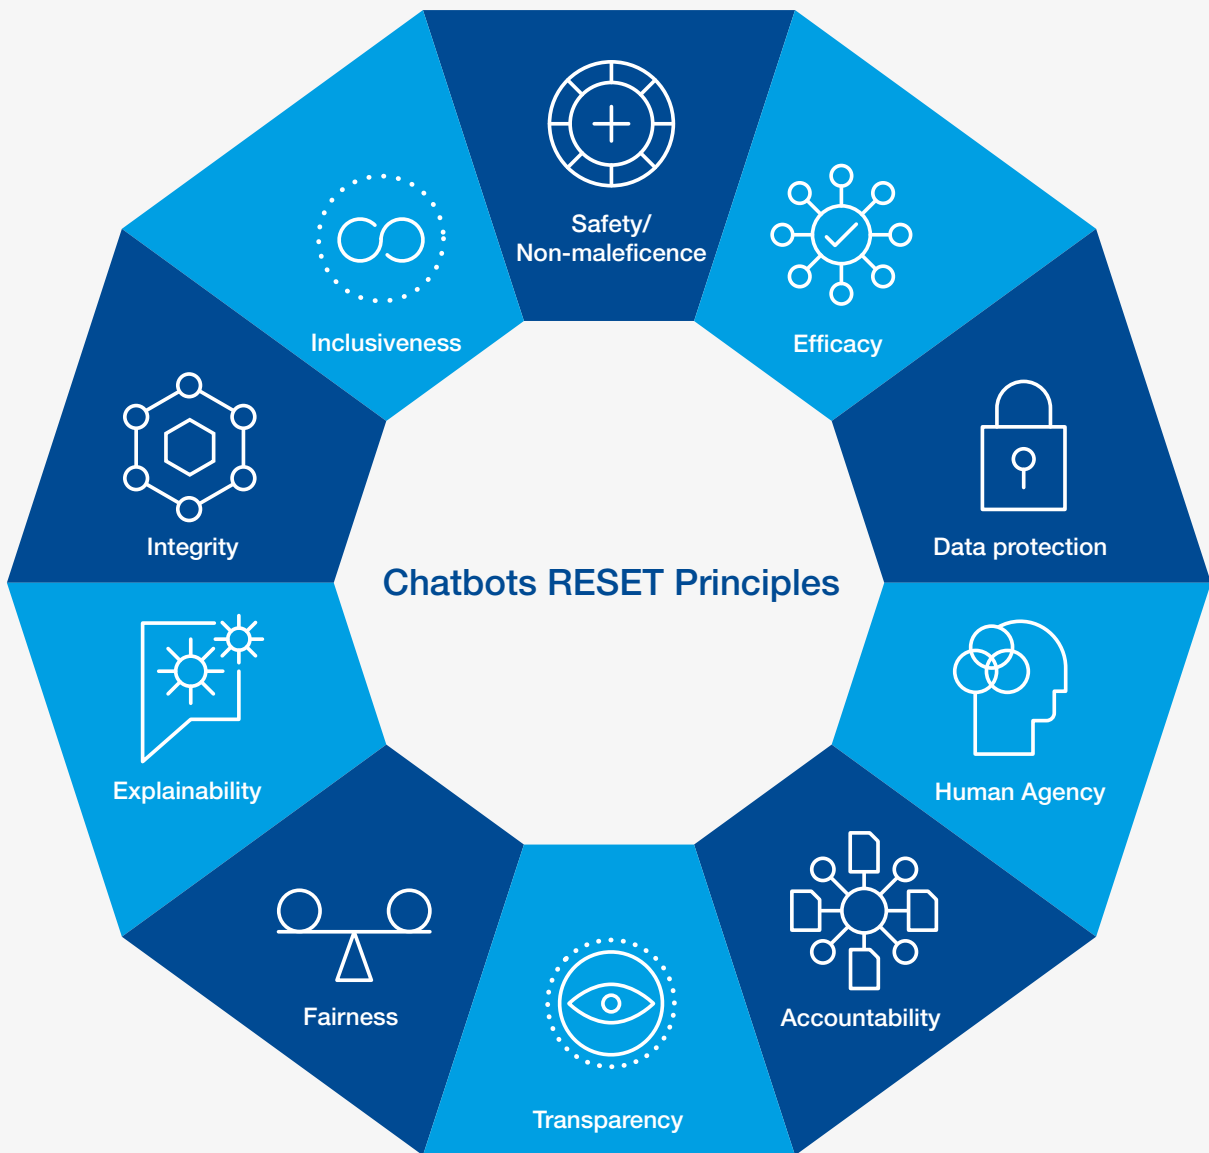 Safety/
Non-maleficence
Efficacy
Inclusiveness
Data protection
Integrity
Chatbots RESET Principles
Human Agency
Explainability
Accountability
Fairness
Transparency